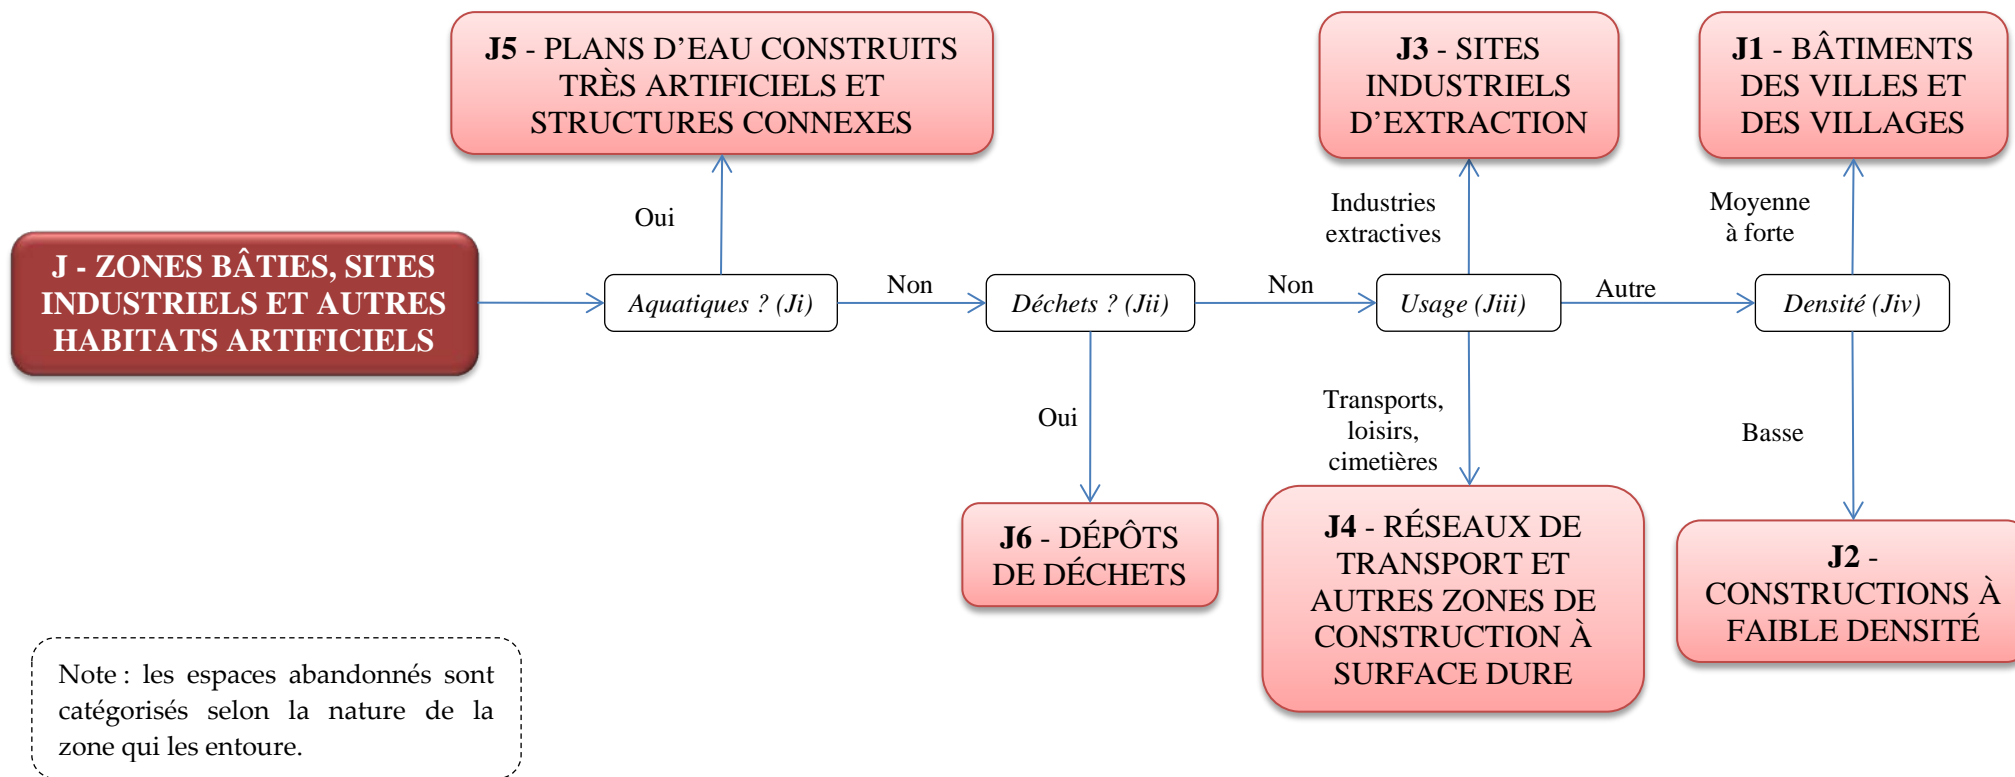 J5 - PLANS D’EAU CONSTRUITS
TRÈS ARTIFICIELS ET
STRUCTURES CONNEXES
J3 - SITES
INDUSTRIELS
D’EXTRACTION
J1 - BÂTIMENTS
DES VILLES ET
DES VILLAGES
Oui
Industries
extractives
Moyenne
à forte
J - ZONES BÂTIES, SITES
INDUSTRIELS ET AUTRES
HABITATS ARTIFICIELS
Aquatiques ? (Ji)
Non
Déchets ? (Jii)
Non
Usage (Jiii)
Autre
Densité (Jiv)
Oui
Transports,
loisirs,
cimetières
Basse
J6 - DÉPÔTS
DE DÉCHETS
J4 - RÉSEAUX DE
TRANSPORT ET
AUTRES ZONES DE
CONSTRUCTION À
SURFACE DURE
J2 -
CONSTRUCTIONS À
FAIBLE DENSITÉ
Note : les espaces abandonnés sont
catégorisés selon la nature de la
zone qui les entoure.